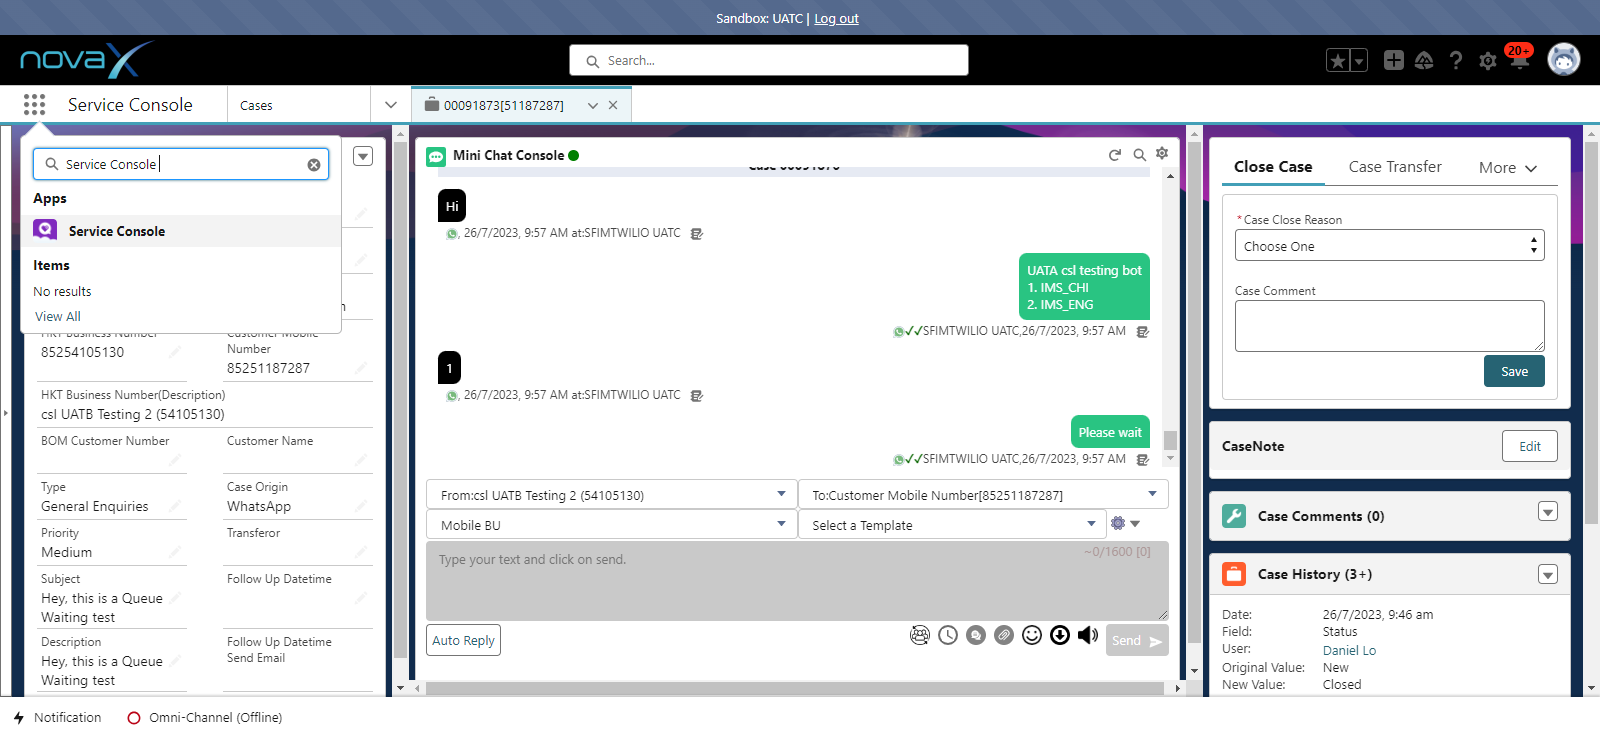 Sandbox: UATC | Log out
novaX
Search...
20+
Service Console
Cases
00091873[51187287]
Service Console
Apps
Service Console
Items
No results
View All
HKT Business Number
85254105130
Customer Mobile
Number
85251187287
HKT Business Number(Description)
csl UATB Testing 2 (54105130)
BOM Customer Number
Customer Name
Type
General Enquiries
Case Origin
WhatsApp
Priority
Medium
Transferor
Subject
Hey, this is a Queue
Waiting test
Follow Up Datetime
Description
Hey, this is a Queue
Waiting test
Follow Up Datetime
Send Email
Mini Chat Console
Hi
, 26/7/2023, 9:57 AM at:SFIMTWILIO UATC
UATA csl testing bot
1. IMS_CHI
2. IMS_ENG
SFIMTWILIO UATC,26/7/2023, 9:57 AM
1
, 26/7/2023, 9:57 AM at:SFIMTWILIO UATC
Please wait
SFIMTWILIO UATC,26/7/2023, 9:57 AM
From:csl UATB Testing 2 (54105130)
To:Customer Mobile Number[85251187287]
Mobile BU
Select a Template
Type your text and click on send.
~0/1600 [0]
Auto Reply
Send
Close Case
Case Transfer
More
*Case Close Reason
Choose One
Case Comment
Save
CaseNote
Edit
Case Comments (0)
Case History (3+)
Date: 26/7/2023, 9:46 am
Field: Status
User: Daniel Lo
Original Value: New
New Value: Closed
Notification
Omni-Channel (Offline)